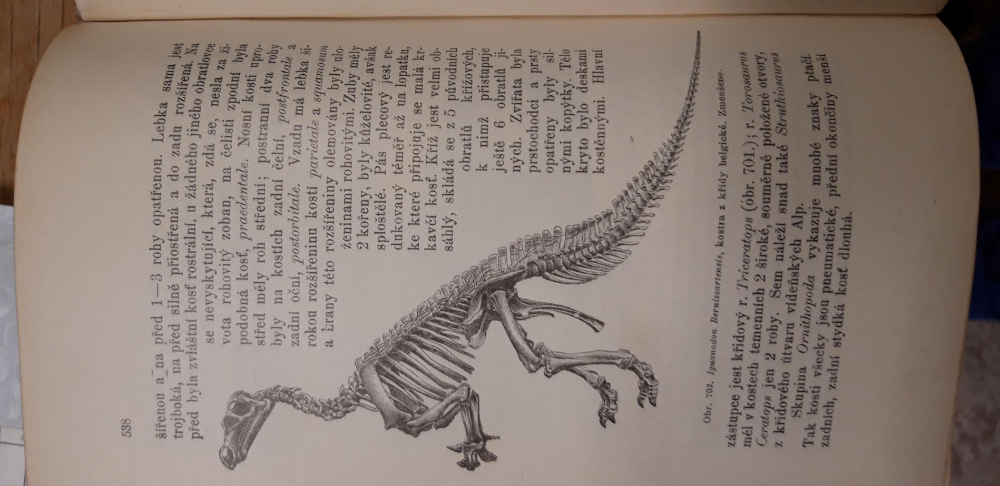 538
šířenou a na před 1—3 rohy opatřenou. Lebka sama jest
trojboká, na před silně přiostřená a do zadu rozšířená. Na
před byla zvláštní kosť rostrální, u žádného jiného obratlovce
se nevyskytující, která, zdá se, nesla za ži-
vota rohovitý zoban, na čelisti zpodní byla
podobná kosť, praedentale. Nosní kosti upro-
střed měly roh střední; postranní dva rohy
byly na kostích zadní čelní, postfrontale a
zadní oční, postorbitale. Vzadu má lebka ši-
rokou rozšířeninu kostí parietale a squamosum
a hrany této rozšířeniny olemovány byly ulo-
ženinami rohovitými. Zuby měly
2 kořeny, byly kůželovité, avšak
sploštělé. Pás plecový jest re-
dukovaný téměř až na lopatku,
ke které připojuje se malá kr-
kavčí kosť. Kříž jest velmi ob-
sáhlý, skládá se z 5 původních
obratlů křížových,
k nimž přistupuje
ještě 6 obratlů ji-
ných. Zvířata byla
prstochodci a prsty
opatřeny byly sil-
nými kopýtky. Tělo
kryto bylo deskami
kostěnnými. Hlavní
Obr. 702. Iguanodon Bernissartensis, kostra z křídy belgické. Zmenšeno.
zástupce jest křidový r. Triceratops (obr. 701.); r. Torosaurus
měl v kostech temenních 2 široké, souměrně položené otvory,
Ceratops jen 2 rohy. Sem náleží snad také Struthiosaurus
z křidového útvaru vídeňských Alp.
Skupina Ornithopoda vykazuje mnohé znaky ptačí.
Tak kosti všecky jsou pneumatické, přední okončiny menší
zadních, zadní stydká kosť dlouhá.